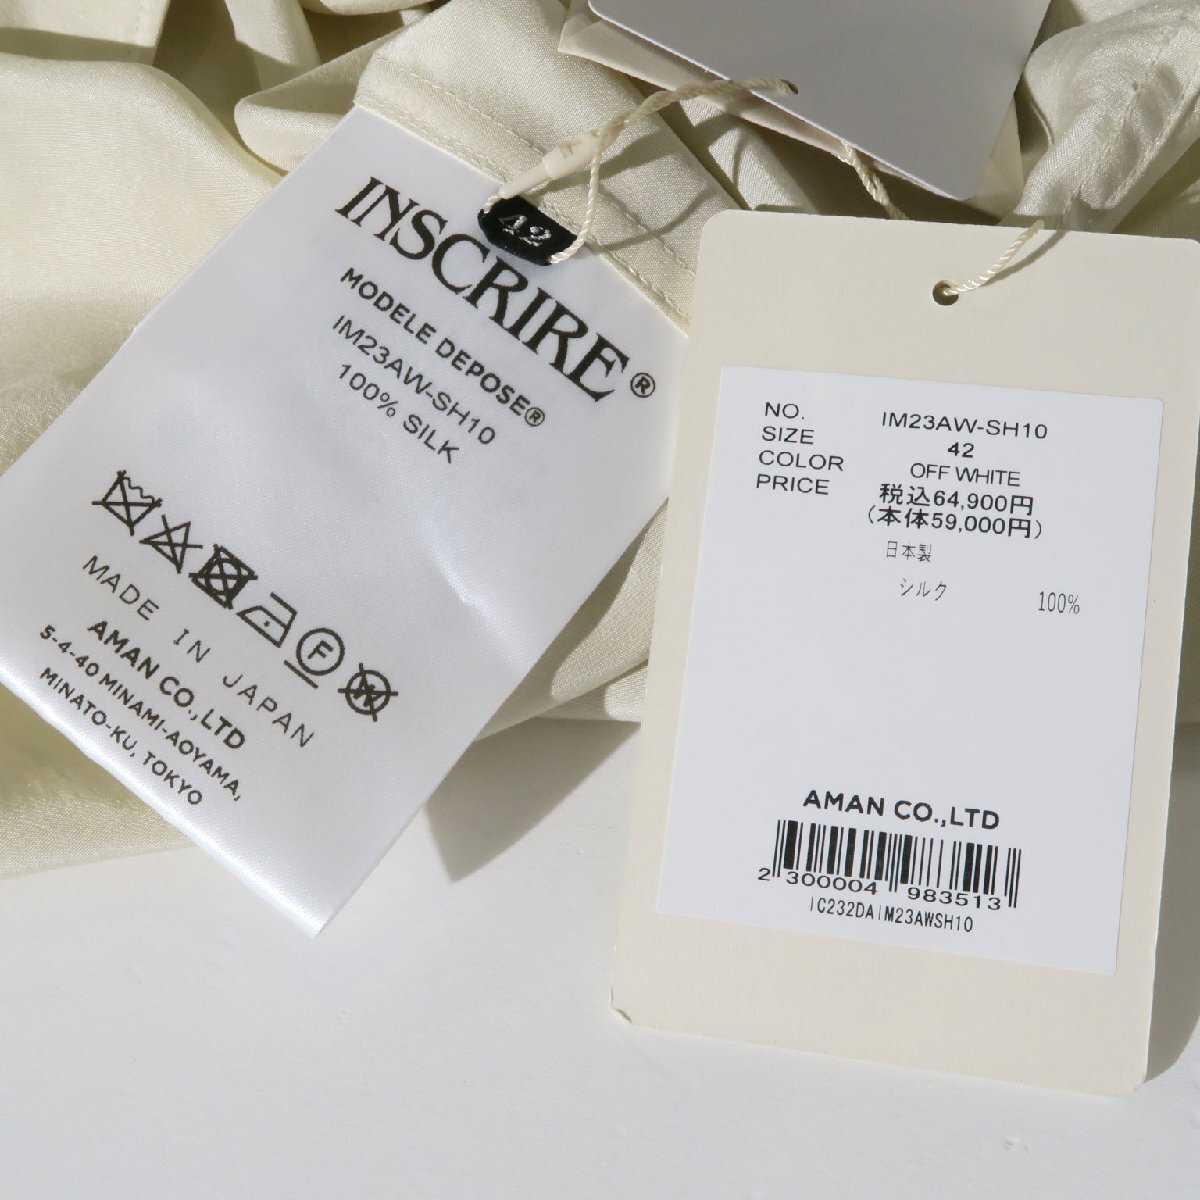 42
INSCRIRE®
MODELE DEPOSE®
IM23AW-SH10
100% SILK
F
W
MADE IN JAPAN
AMAN CO.,LTD
5-4-40 MINAMI-AOYAMA,
MINATO-KU, TOKYO
NO. IM23AW-SH10
SIZE 42
COLOR OFF WHITE
PRICE 税込64,900円
(本体59,000円)
日本製
シルク 100%
AMAN CO.,LTD
2 300004 983513
IC232DAIM23AWSH10